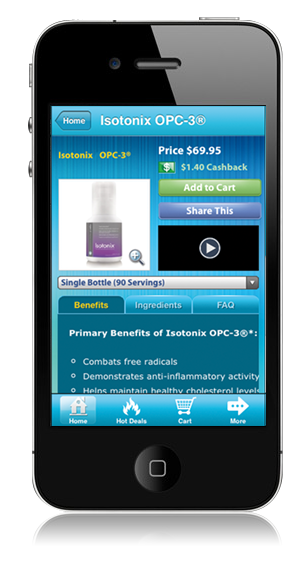 Home
Isotonix OPC-3®
Isotonix OPC-3®
Price $69.95
$1.40 Cashback
Add to Cart
Share This
isotonix
Single Bottle (90 Servings)
Benefits
Ingredients
FAQ
Primary Benefits of Isotonix OPC-3®*:
Combats free radicals
Demonstrates anti-inflammatory activity
Helps maintain healthy cholesterol levels
Home
Hot Deals
Cart
More